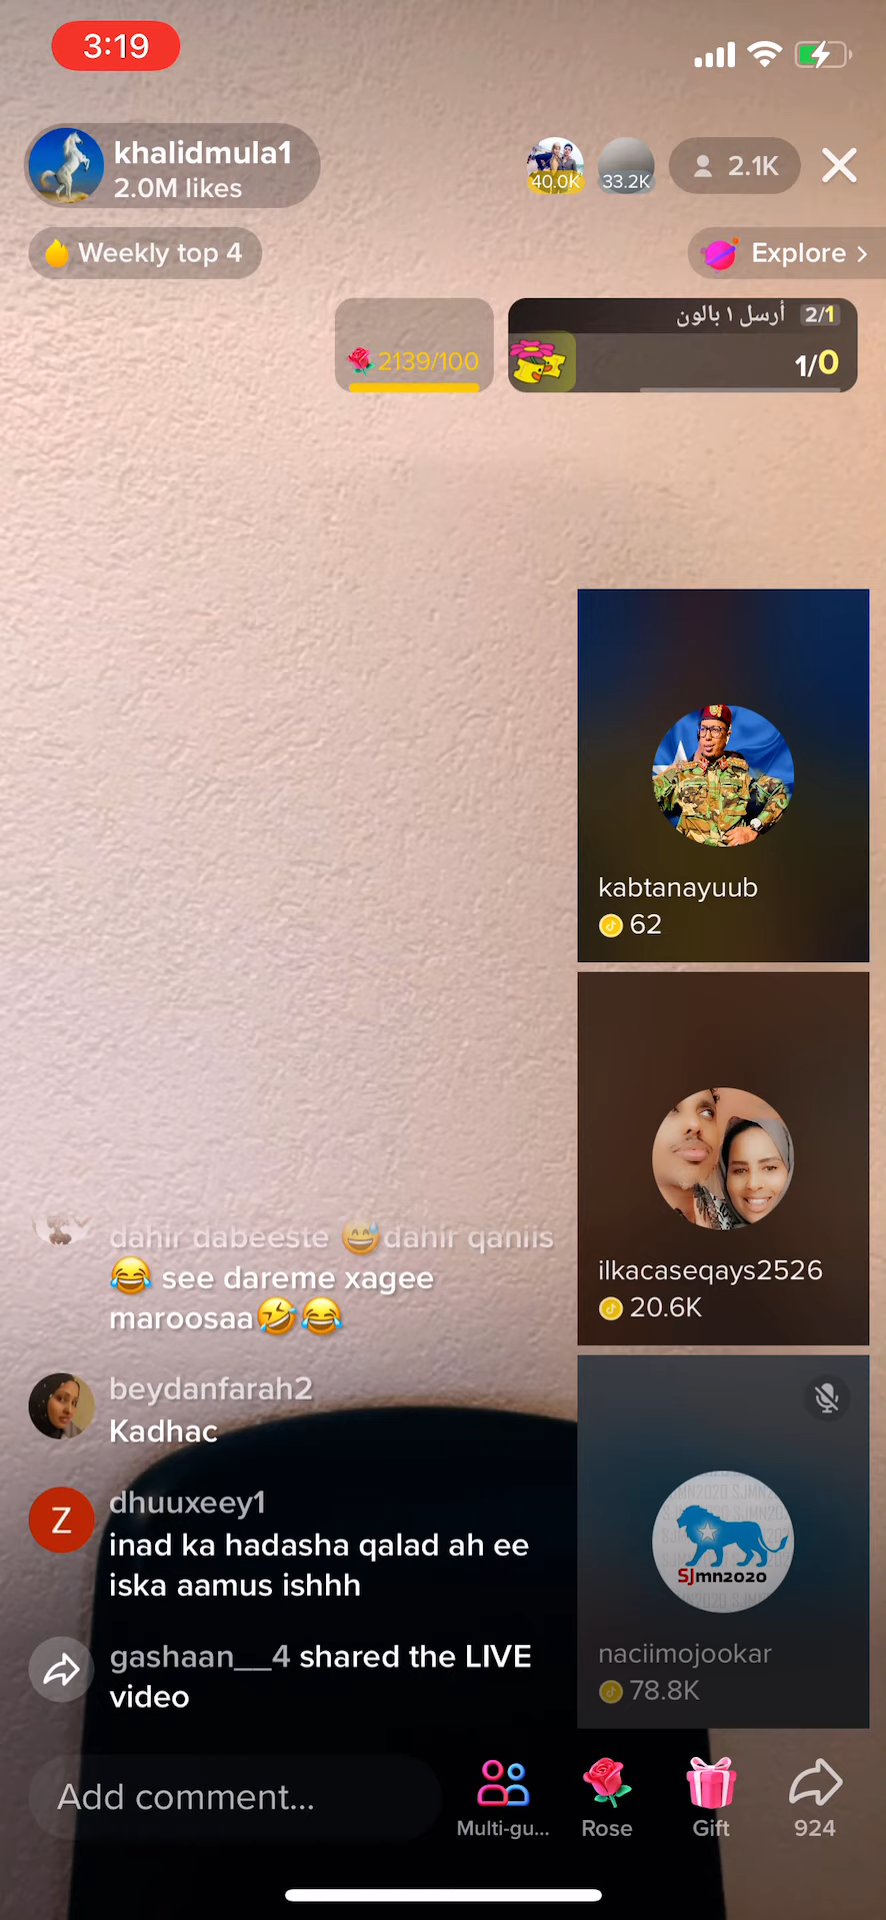 3:19
khalidmula1
2.0M likes
40.0K
33.2K
2.1K
Weekly top 4
Explore >
أرسل ١ بالون
2/1
2139/100
1/0
kabtanayuub
62
ilkacaseqays2526
20.6K
dahir dabeeste 😅dahir qaniis
😂 see dareme xagee
maroosaa🤣😂
beydanfarah2
Kadhac
Z
dhuuxeey1
inad ka hadasha qalad ah ee
iska aamus ishhh
gashaan__4 shared the LIVE
video
SJmn2020
naciimojookar
78.8K
Add comment...
Multi-gu...
Rose
Gift
924